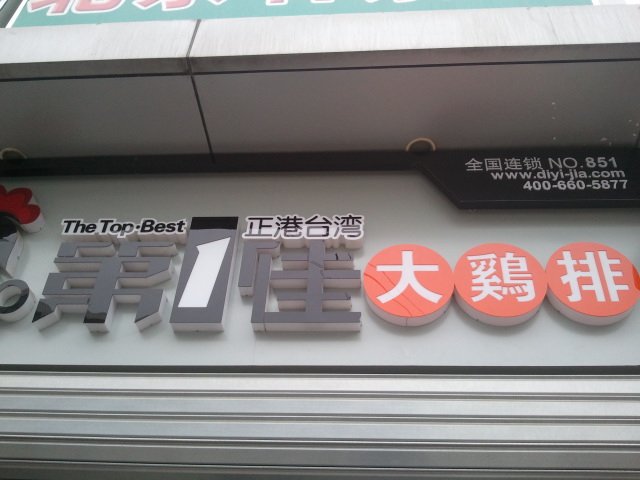 全国连锁 NO.851
www.diyi-jia.com
400-660-5877
The Top·Best
正港台湾
第1佳大鷄排